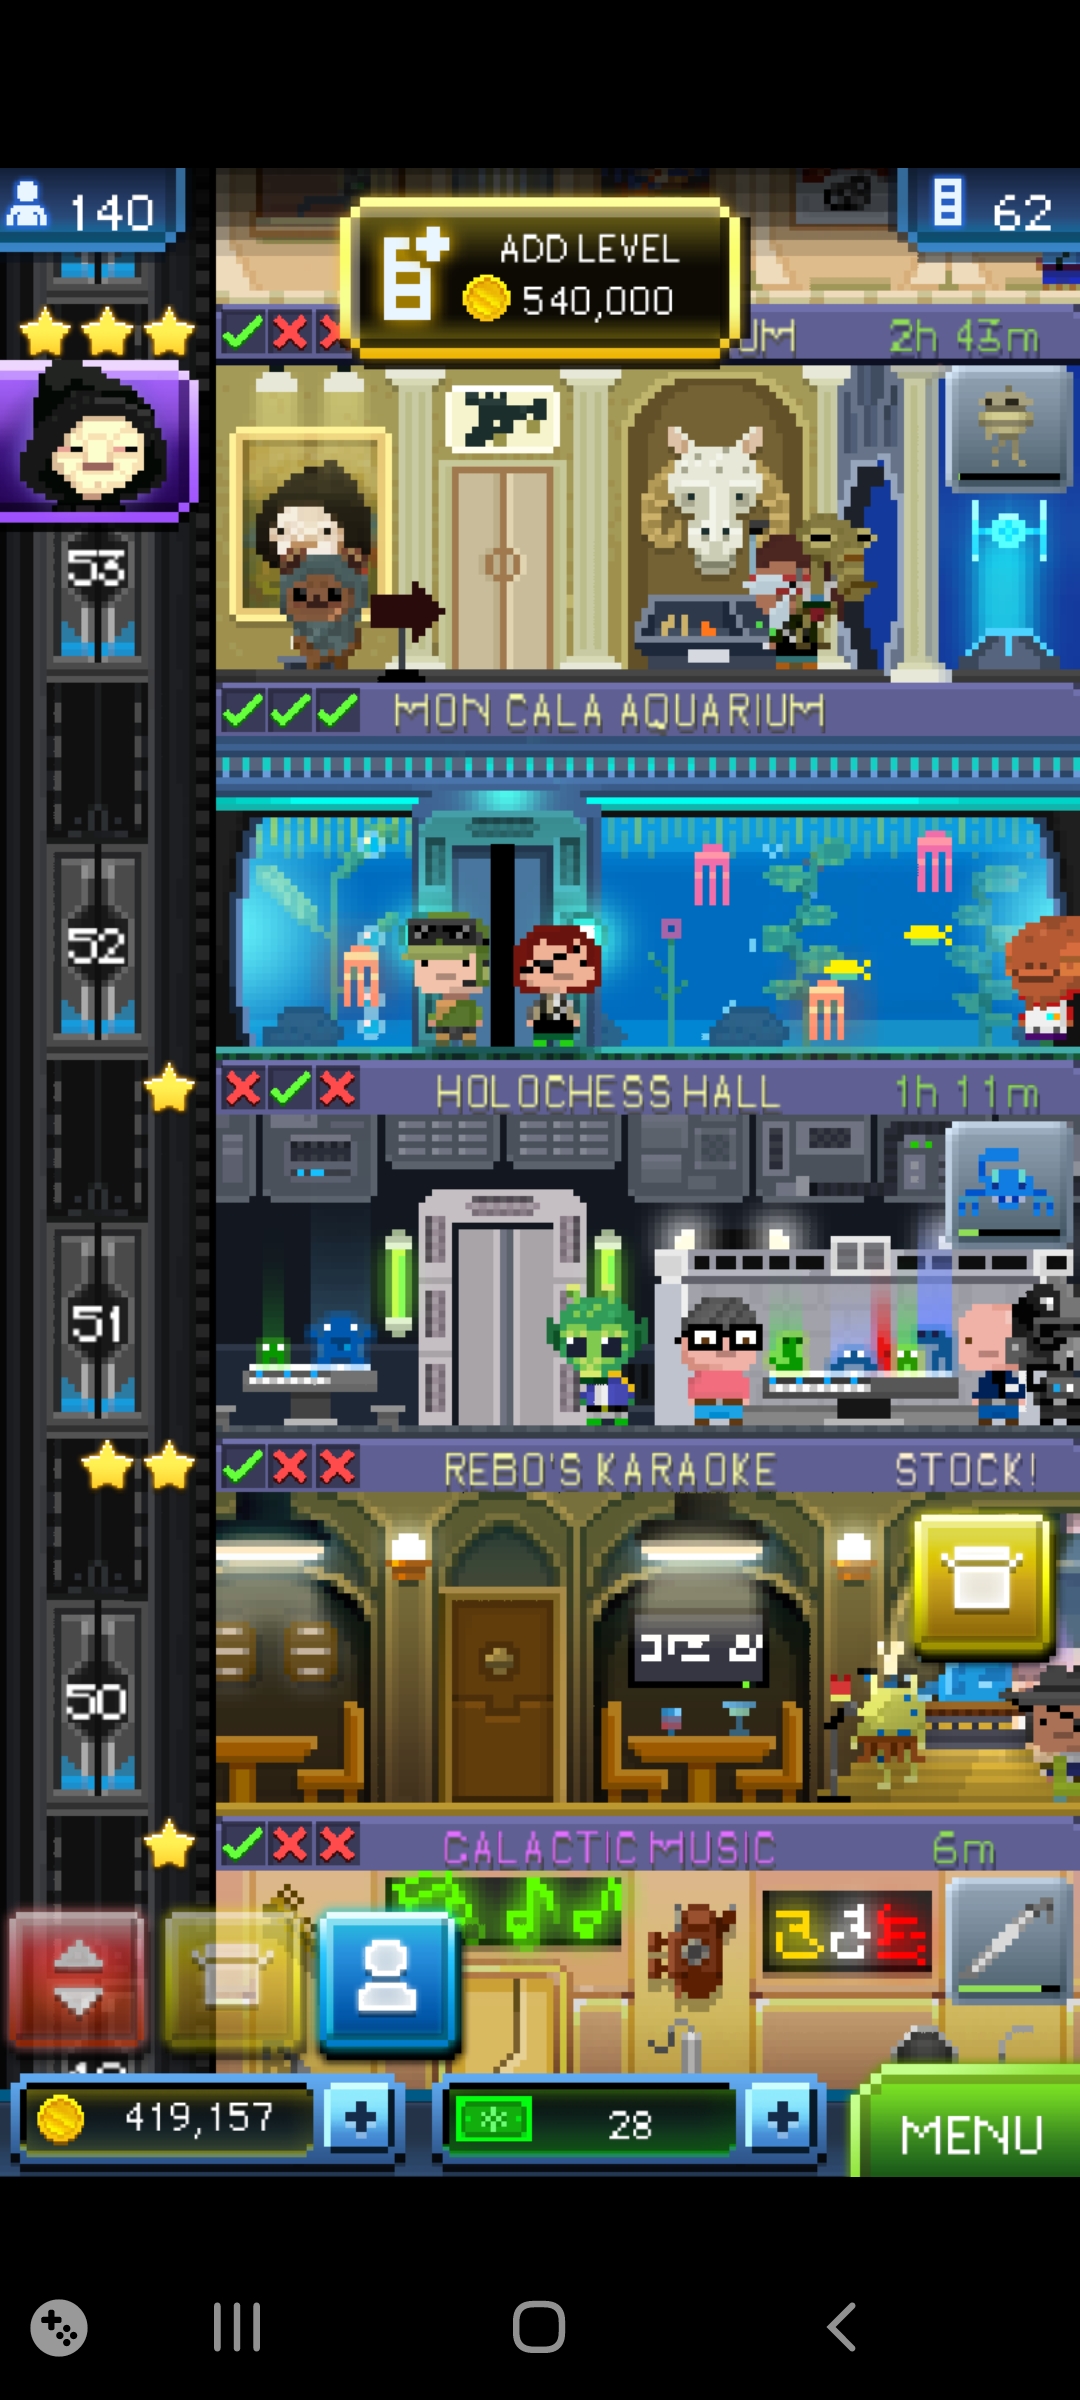 140
ADD LEVEL
540,000
62
UM 2h 43m
53
MON CALA AQUARIUM
52
HOLOCHESS HALL 1h 11m
51
REBO'S KARAOKE STOCK!
50
GALACTIC MUSIC 6m
419,157
28
MENU